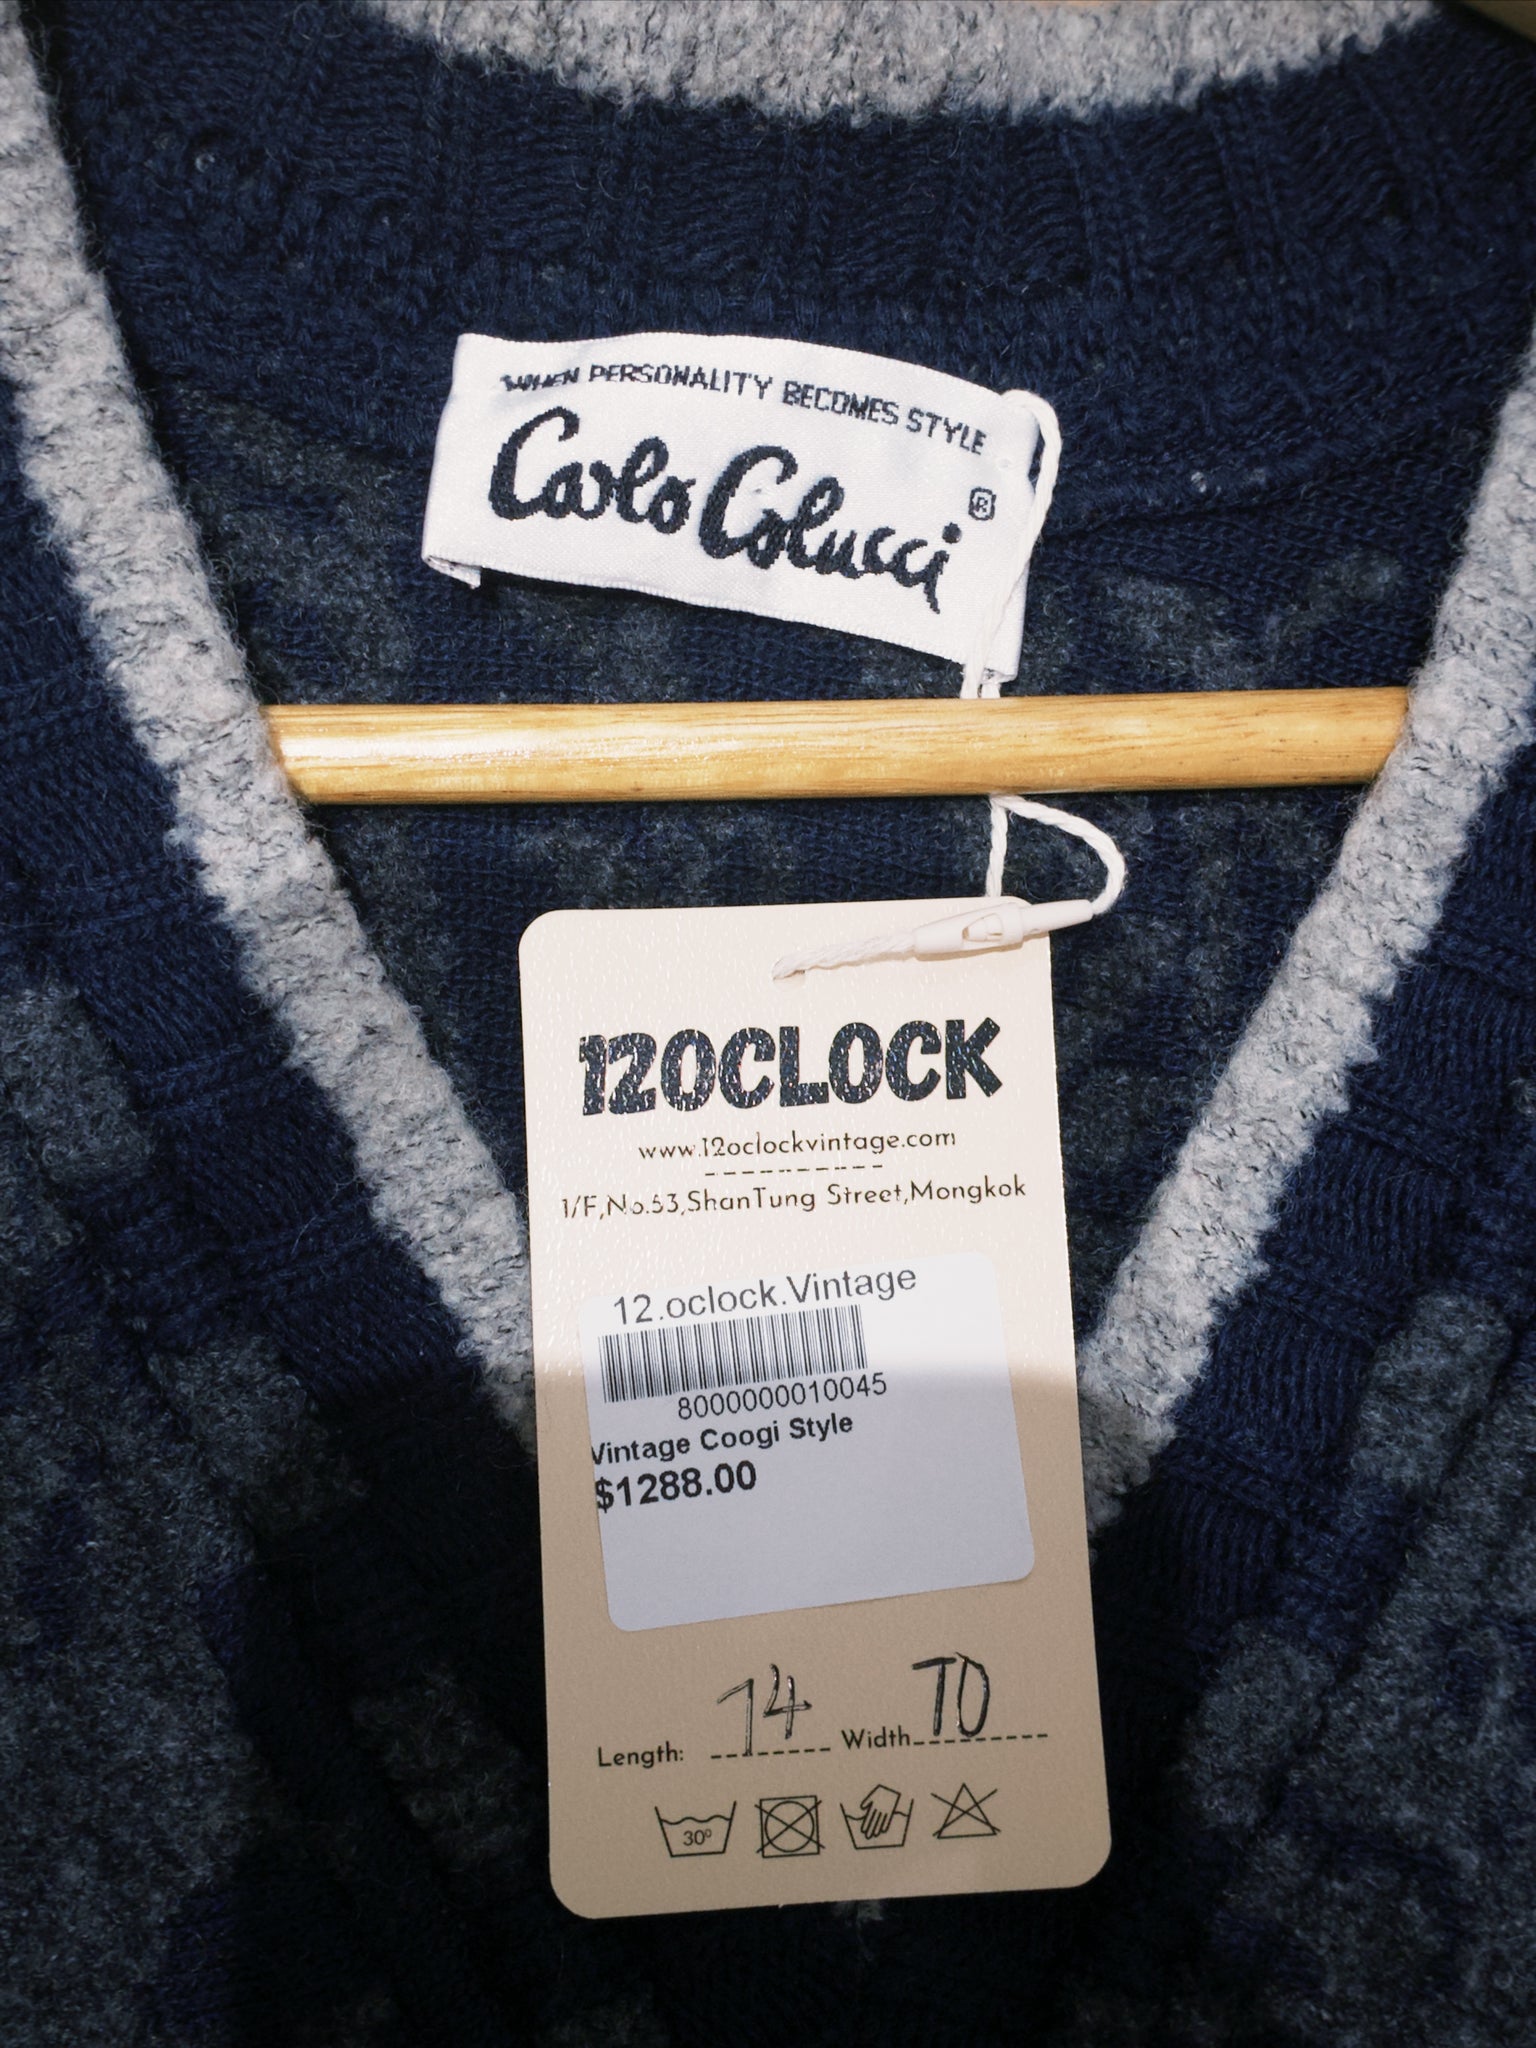 WHEN PERSONALITY BECOMES STYLE
Carlo Colucci ®
12OCLOCK
www.12oclockvintage.com
1/F,No.53,ShanTung Street,Mongkok
12.oclock.Vintage
8000000010045
Vintage Coogi Style
$1288.00
Length: 74 Width 70
30°